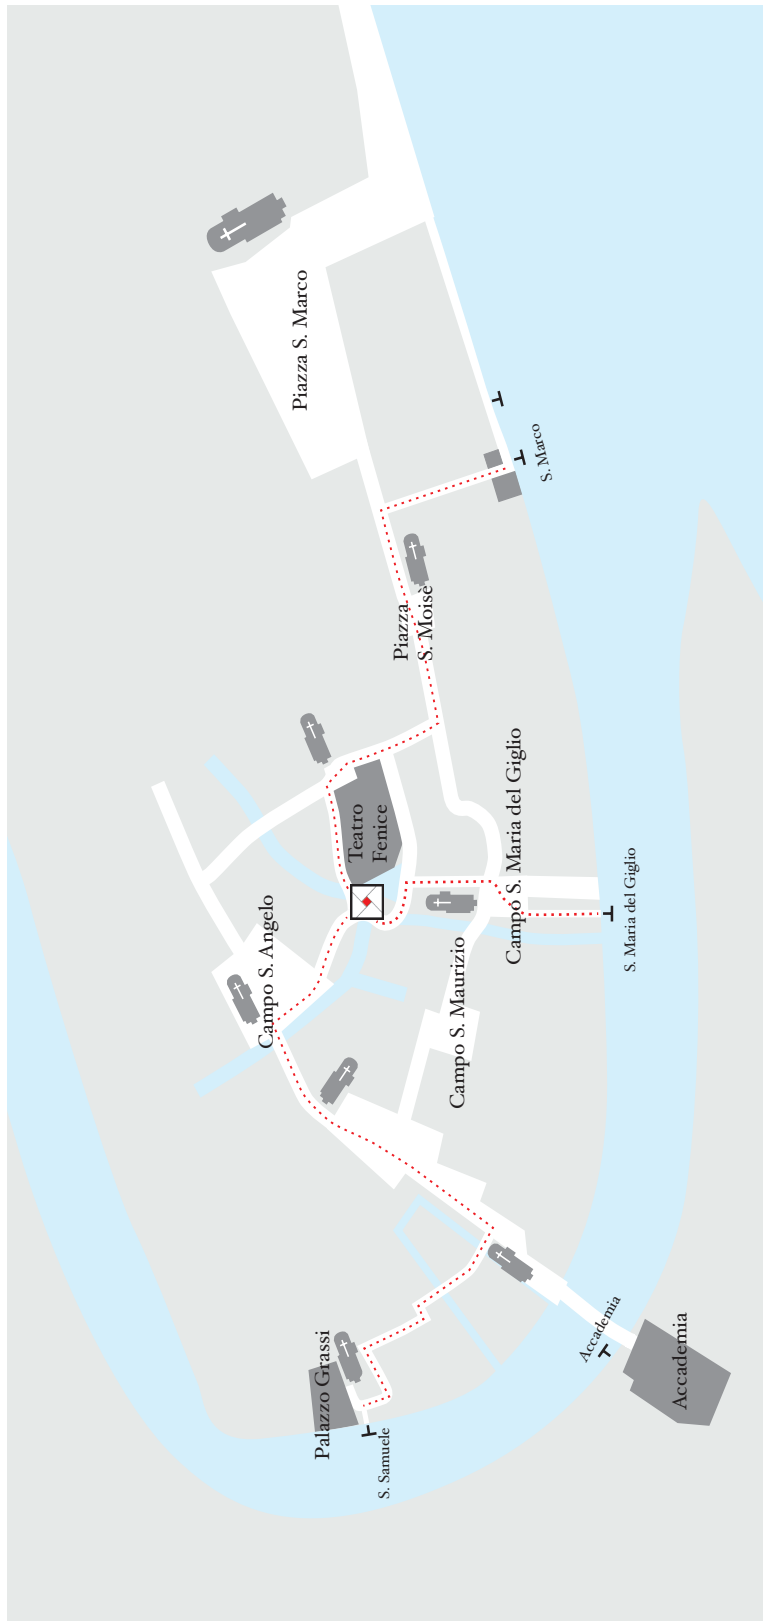 Piazza S. Marco
S. Marco
Piazza
S. Moisè
Teatro
Fenice
Campo S. Maria del Giglio
S. Maria del Giglio
Campo S. Angelo
Campo S. Maurizio
Accademia
Accademia
Palazzo Grassi
S. Samuele